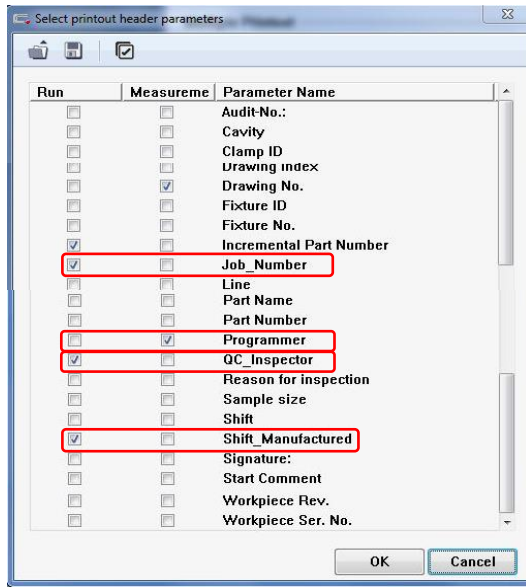 Select printout header parameters
Run Measureme Parameter Name
Audit-No.:
Cavity
Clamp ID
Drawing Index
Drawing No.
Fixture ID
Fixture No.
Incremental Part Number
Job_Number
Line
Part Name
Part Number
Programmer
QC_Inspector
Reason for inspection
Sample size
Shift
Shift_Manufactured
Signature:
Start Comment
Workpiece Rev.
Workpiece Ser. No.
OK Cancel